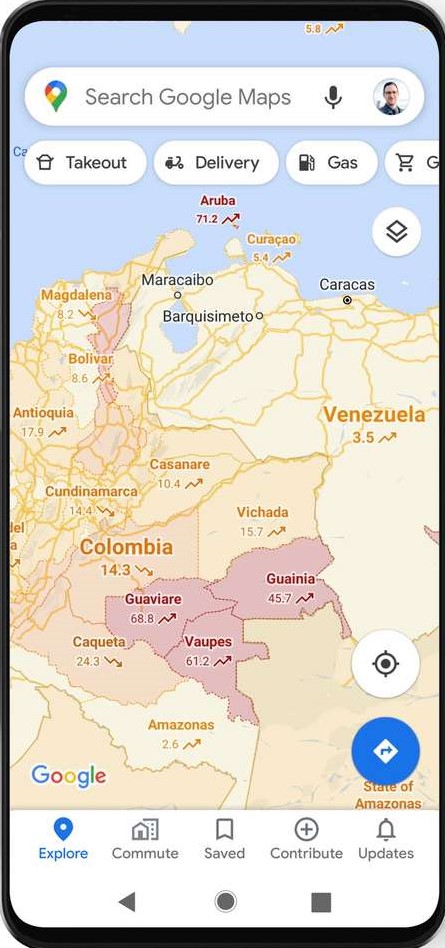 5.8
Search Google Maps
Ca
Takeout
Delivery
Gas
G
Aruba
71.2
Curaçao
5.4
Maracaibo
Caracas
Magdalena
8.2
Barquisimeto
Bolivar
8.6
Antioquia
17.9
Venezuela
3.5
Casanare
10.4
Cundinamarca
14.4
Vichada
15.7
del
a
Colombia
14.3
Guainia
45.7
Guaviare
68.8
Caqueta
24.3
Vaupes
61.2
Amazonas
2.6
Google
State of
Amazonas
Explore
Commute
Saved
Contribute
Updates